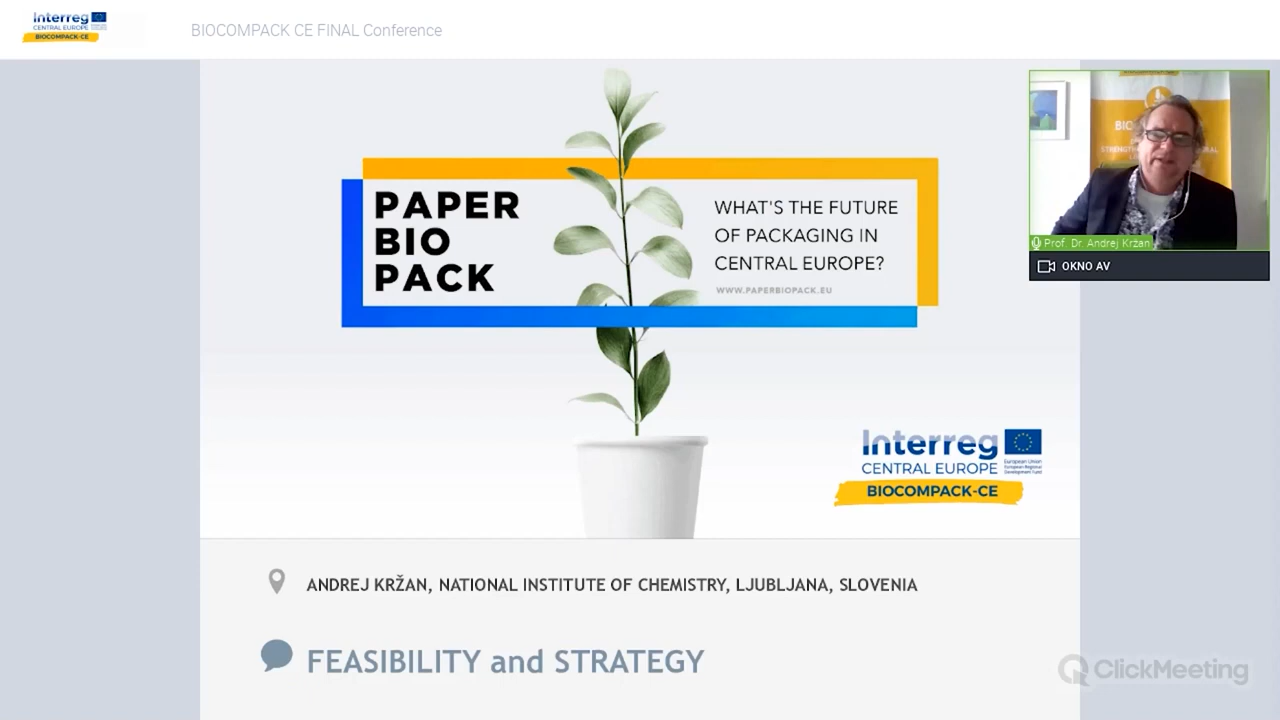 Interreg
CENTRAL EUROPE
BIOCOMPACK-CE
BIOCOMPACK CE FINAL Conference
PAPER
BIO
PACK
WHAT'S THE FUTURE
OF PACKAGING IN
CENTRAL EUROPE?
WWW.PAPERBIOPACK.EU
Prof. Dr. Andrej Kržan
OKNO AV
Interreg
CENTRAL EUROPE
European Union
European Regional
Development Fund
BIOCOMPACK-CE
ANDREJ KRŽAN, NATIONAL INSTITUTE OF CHEMISTRY, LJUBLJANA, SLOVENIA
FEASIBILITY and STRATEGY
ClickMeeting